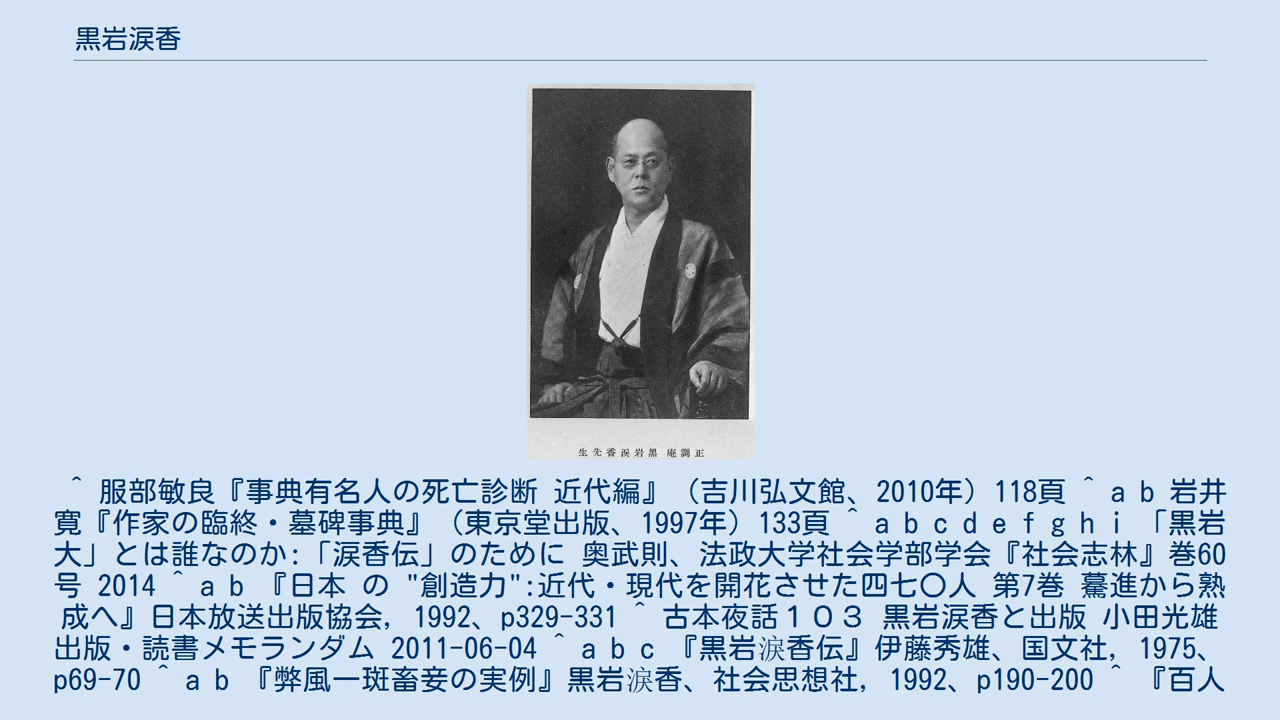 黒岩涙香
正調庵 黒岩涙香先生
^ 服部敏良『事典有名人の死亡診断 近代編』（吉川弘文館、2010年）118頁 ^ a b 岩井
寛『作家の臨終・墓碑事典』（東京堂出版、1997年）133頁 ^ a b c d e f g h i 「黒岩
大」とは誰なのか:「涙香伝」のために 奥武則、法政大学社会学部学会『社会志林』巻60
号 2014 ^ a b 『日本 の "創造力":近代・現代を開花させた四七〇人 第7巻 驀進から熟
成へ』日本放送出版協会, 1992、p329-331 ^ 古本夜話１０３ 黒岩涙香と出版 小田光雄
出版・読書メモランダム 2011-06-04 ^ a b c 『黒岩淚香伝』伊藤秀雄、国文社, 1975、
p69-70 ^ a b 『弊風一斑畜妾の実例』黒岩淚香、社会思想社, 1992、p190-200 ^ 『百人